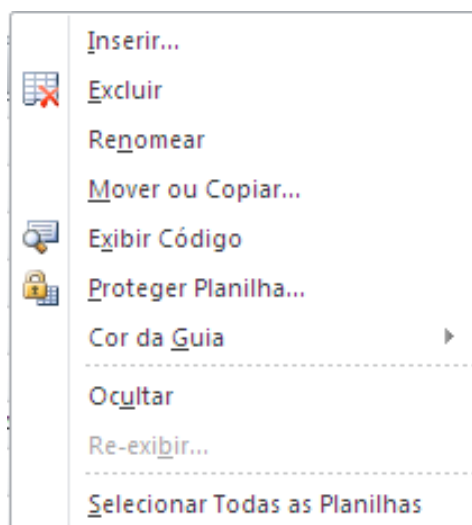 Inserir...
Excluir
Renomear
Mover ou Copiar...
Exibir Código
Proteger Planilha...
Cor da Guia
Ocultar
Re-exibir...
Selecionar Todas as Planilhas